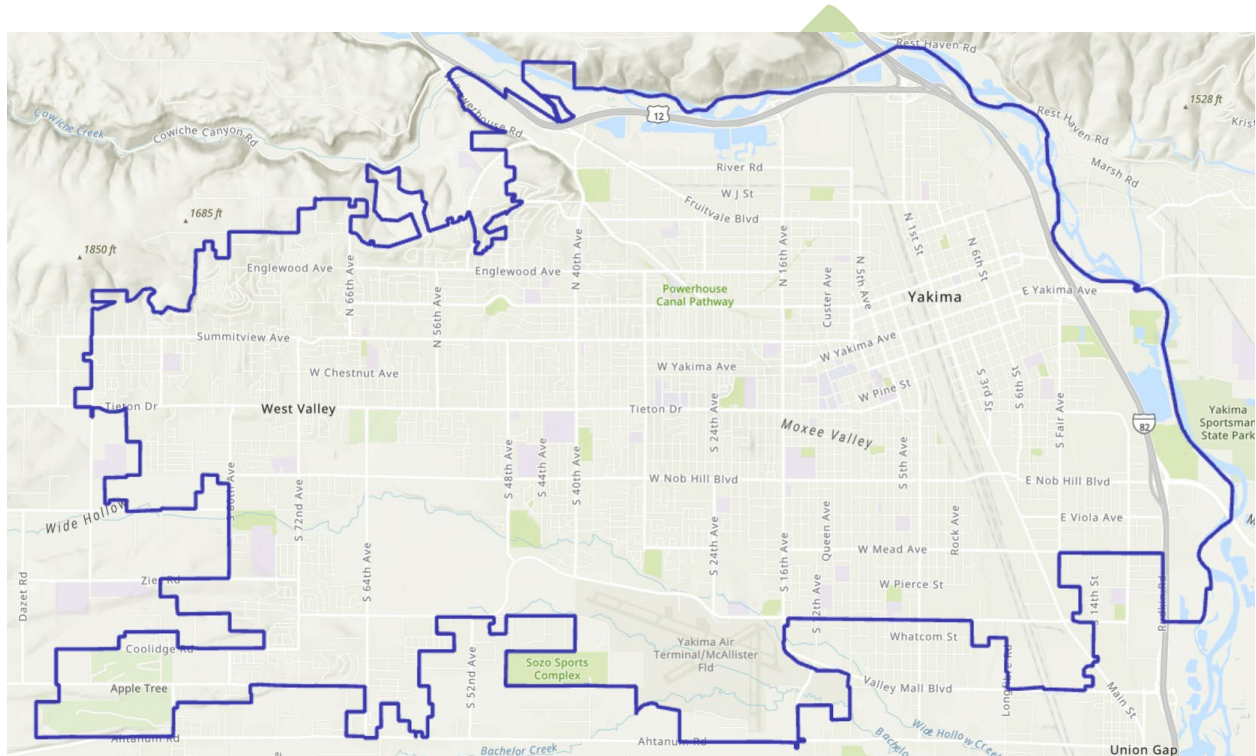 Rest Haven Rd
1528 ft
12
Cowiche Creek
Cowiche Canyon Rd
Rest Haven Rd
Marsh Rd
River Rd
W J St
Fruitvale Blvd
1685 ft
1850 ft
N 40th Ave
N 16th Ave
N 1st St
N 6th St
Englewood Ave
Englewood Ave
N 66th Ave
N 56th Ave
Powerhouse
Canal Pathway
Custer Ave
N 5th Ave
Yakima
E Yakima Ave
Summitview Ave
W Chestnut Ave
W Yakima Ave
W Yakima Ave
W Pine St
S 3rd St
S 6th St
S Fair Ave
Tieton Dr
West Valley
Tieton Dr
S 24th Ave
Moxee Valley
82
Yakima
Sportsman
State Park
S 48th Ave
S 44th Ave
S 40th Ave
W Nob Hill Blvd
S 5th Ave
E Nob Hill Blvd
Wide Hollow
S 80th Ave
S 72nd Ave
E Viola Ave
S 24th Ave
S 16th Ave
Queen Ave
Rock Ave
W Mead Ave
Dazet Rd
Zier Rd
S 64th Ave
W Pierce St
S 12th Ave
S 14th St
Whatcom St
Coolidge Rd
S 52nd Ave
Yakima Air
Terminal/McAllister
Fld
Sozo Sports
Complex
Apple Tree
Valley Mall Blvd
Main St
Ahtanum Rd
Bachelor Creek
Ahtanum Rd
Wide Hollow Creek
Union Gap